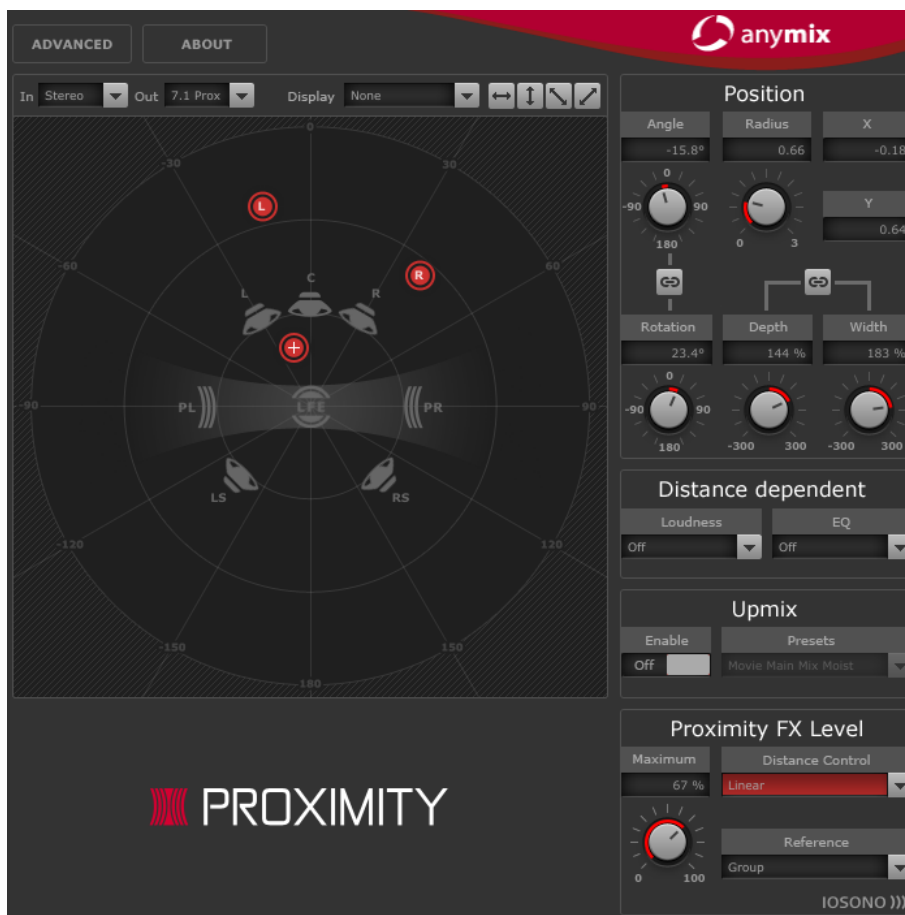 ADVANCED ABOUT anymix
In Stereo Out 7.1 Prox Display None
0
-30 30
-60 60
-90 90
-120 120
-150 150
180
L
R
C
L R
PL LFE PR
LS RS
PROXIMITY
Position
Angle Radius X
-15.8° 0.66 -0.18
0
-90 90
180
0 3
Y
0.64
Rotation Depth Width
23.4° 144 % 183 %
0
-90 90
180
-300 300 -300 300
Distance dependent
Loudness EQ
Off Off
Upmix
Enable Presets
Off Movie Main Mix Moist
Proximity FX Level
Maximum Distance Control
67 % Linear
0 100
Reference
Group
IOSONO